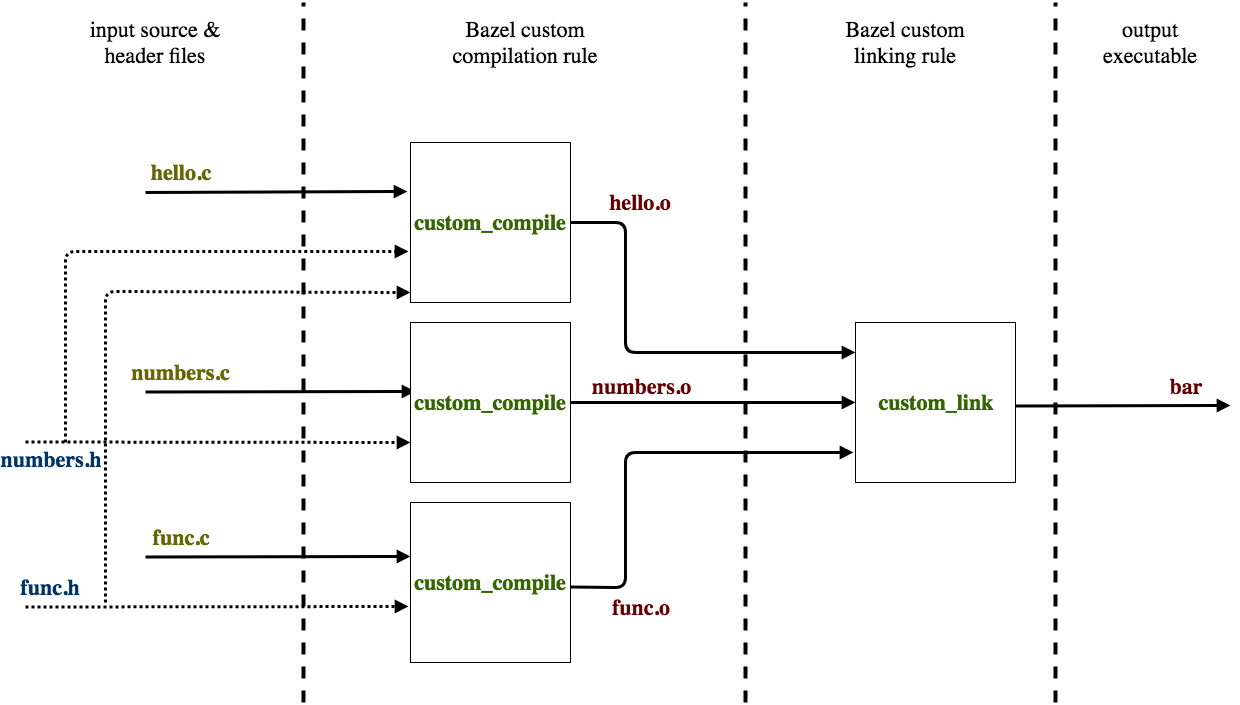 input source &
header files
Bazel custom
compilation rule
Bazel custom
linking rule
output
executable
hello.c
custom_compile
hello.o
numbers.c
custom_compile
numbers.o
custom_link
bar
numbers.h
func.c
custom_compile
func.h
func.o